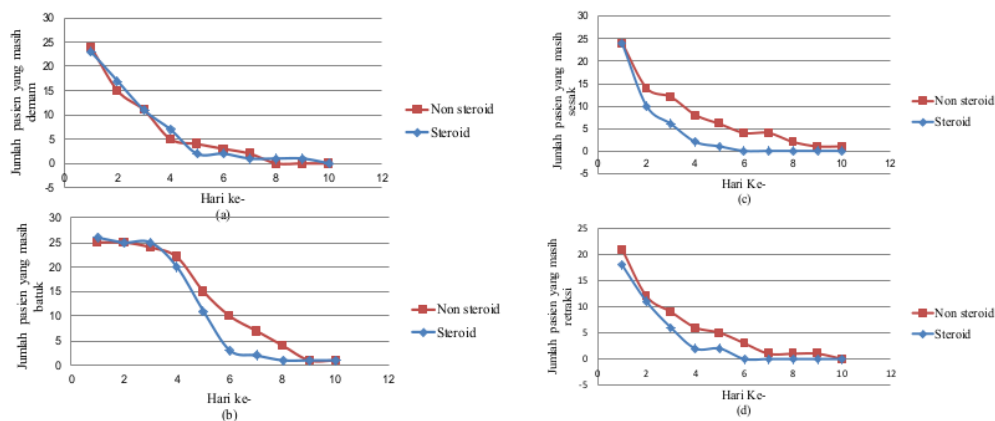 30
25
20
15
10
5
0
-5
0 2 4 6 8 10 12
Jumlah pasien yang masih
demam
Hari ke-
(a)
Non steroid
Steroid
30
25
20
15
10
5
0
0 2 4 6 8 10 12
Jumlah pasien yang masih
batuk
Hari ke-
(b)
Non steroid
Steroid
30
25
20
15
10
5
0
-5
0 2 4 6 8 10 12
Jumlah pasien yang masih
sesak
Hari Ke-
(c)
Non steroid
Steroid
25
20
15
10
5
0
-5
0 2 4 6 8 10 12
Jumlah pasien yang masih
retraksi
Hari Ke-
(d)
Non steroid
Steroid